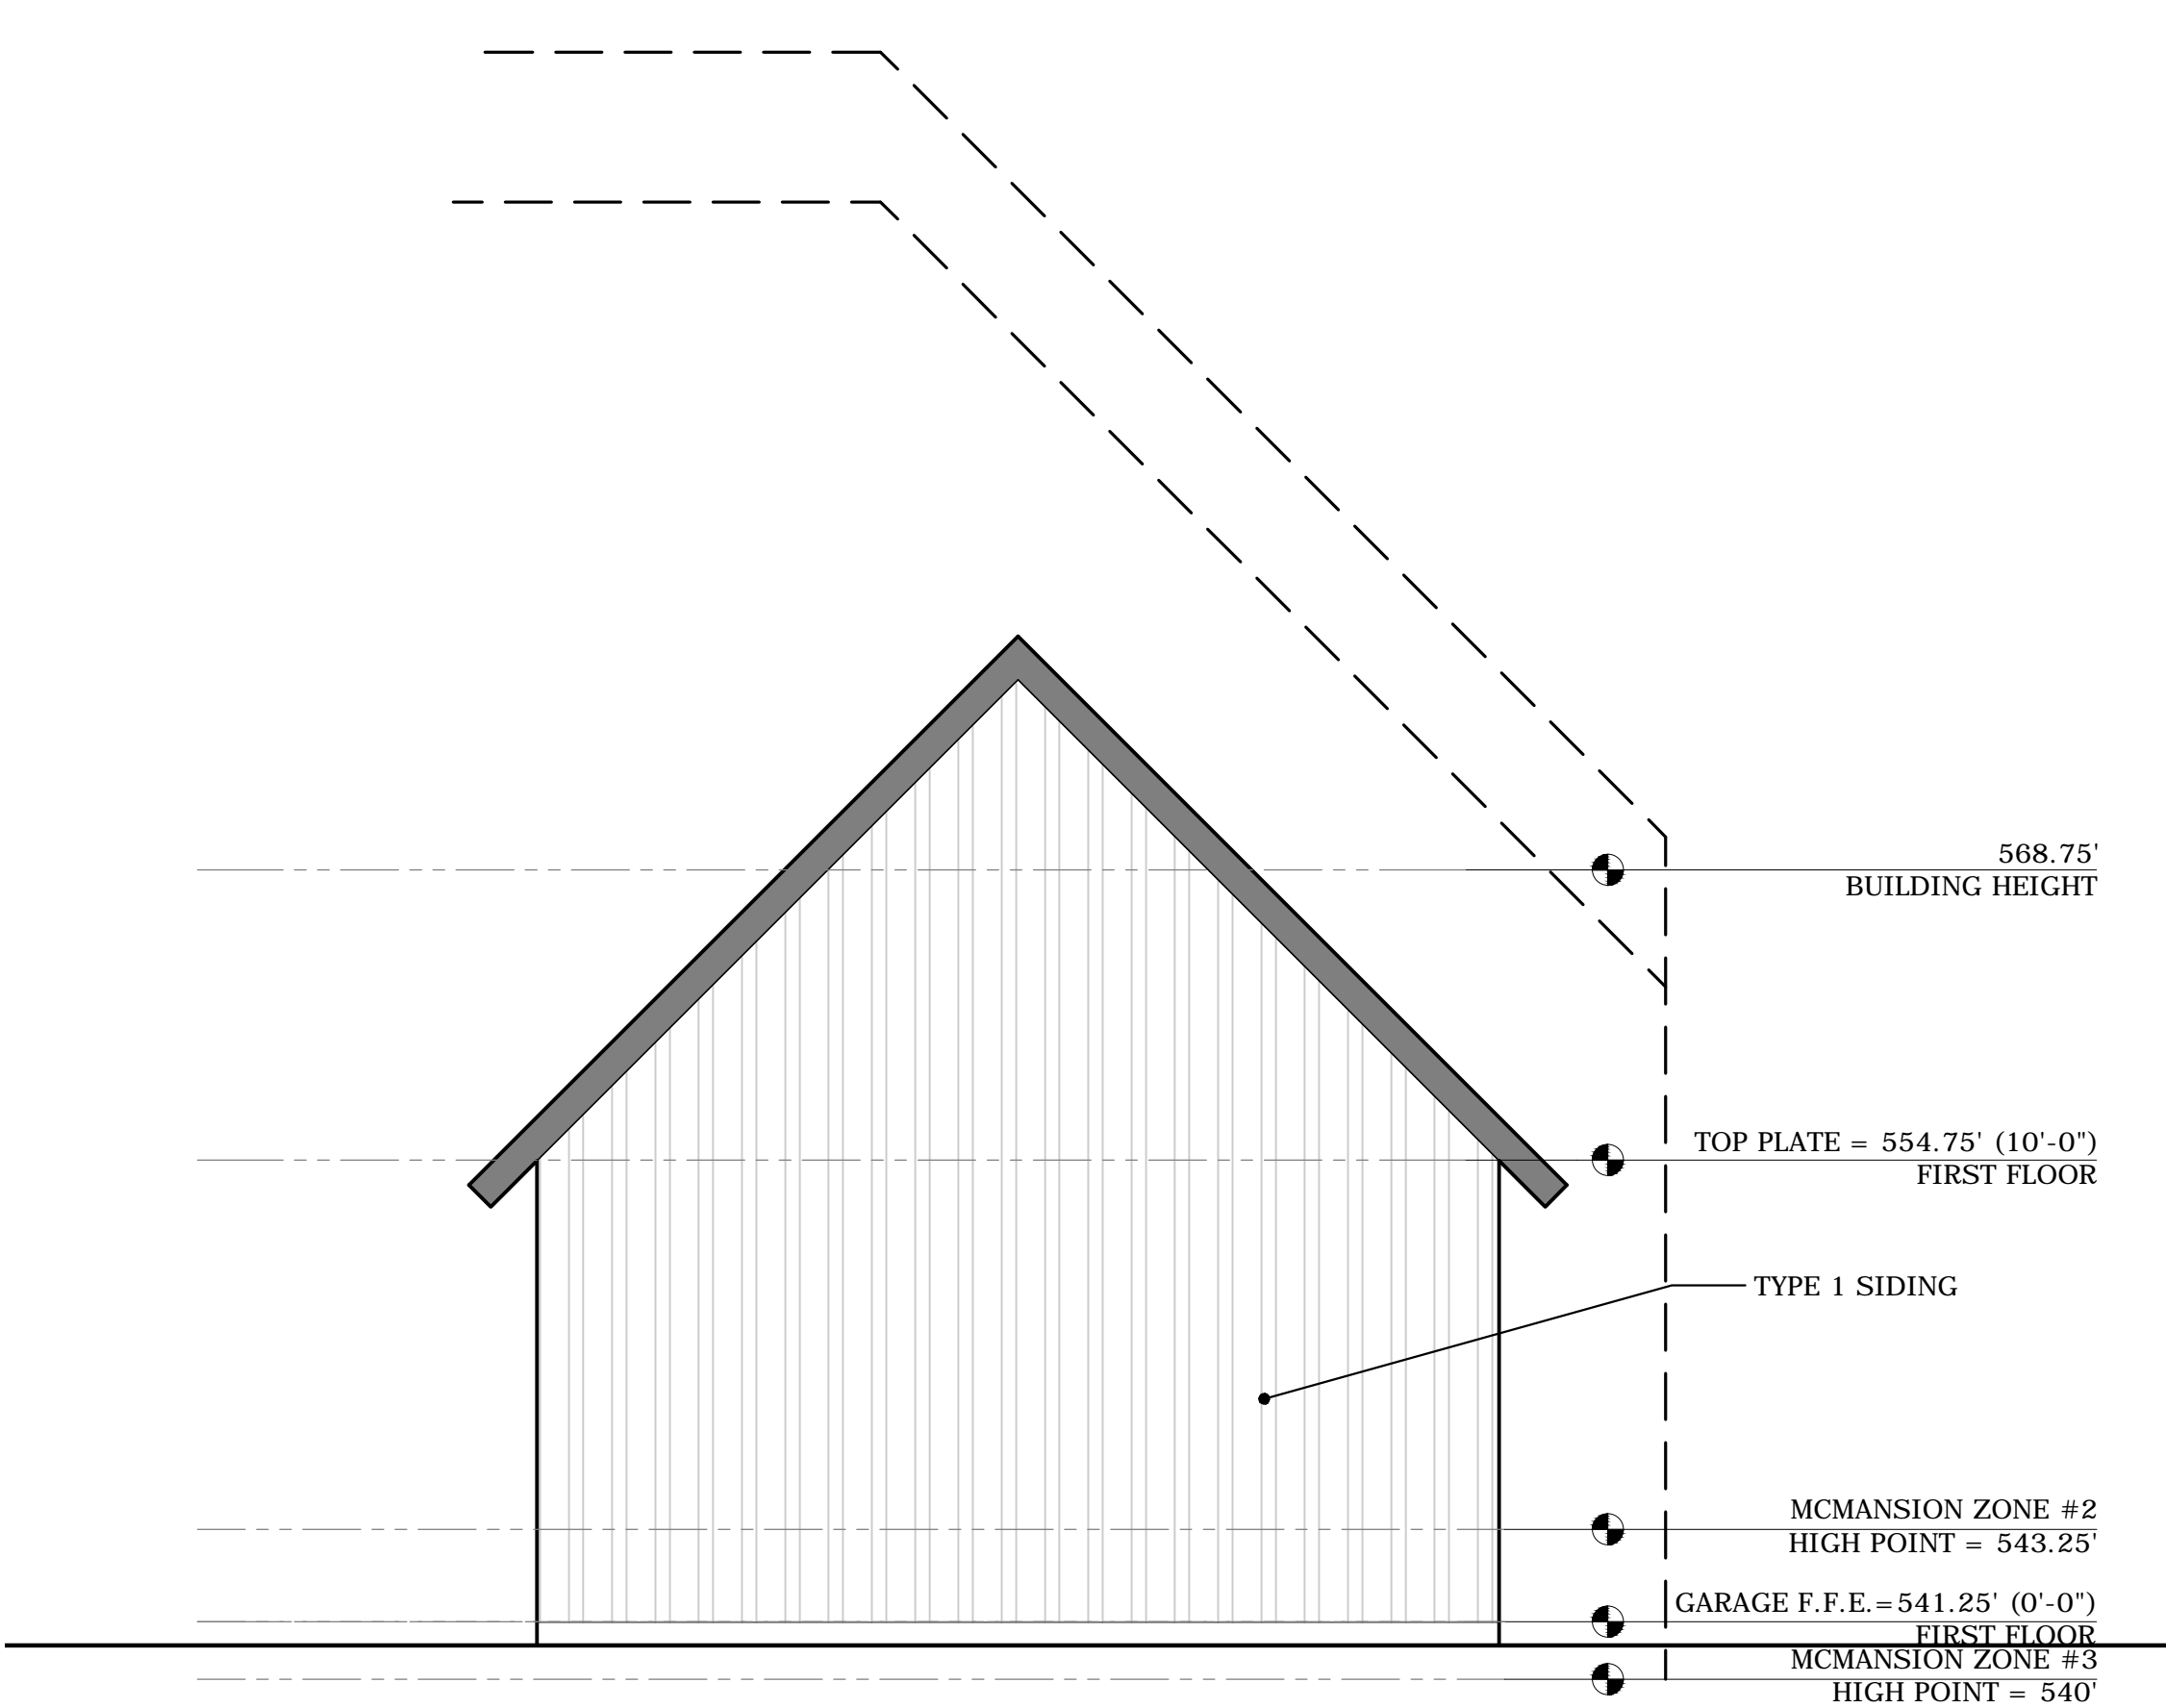 568.75'
BUILDING HEIGHT
TOP PLATE = 554.75' (10'-0")
FIRST FLOOR
TYPE 1 SIDING
MCMANSION ZONE #2
HIGH POINT = 543.25'
GARAGE F.F.E.=541.25' (0'-0")
FIRST FLOOR
MCMANSION ZONE #3
HIGH POINT = 540'